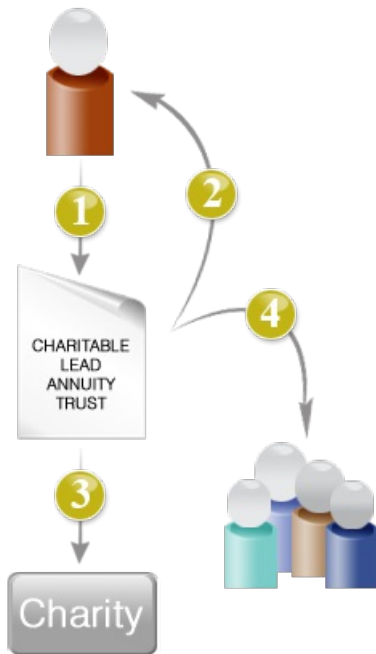 1
2
4
CHARITABLE
LEAD
ANNUITY
TRUST
3
Charity